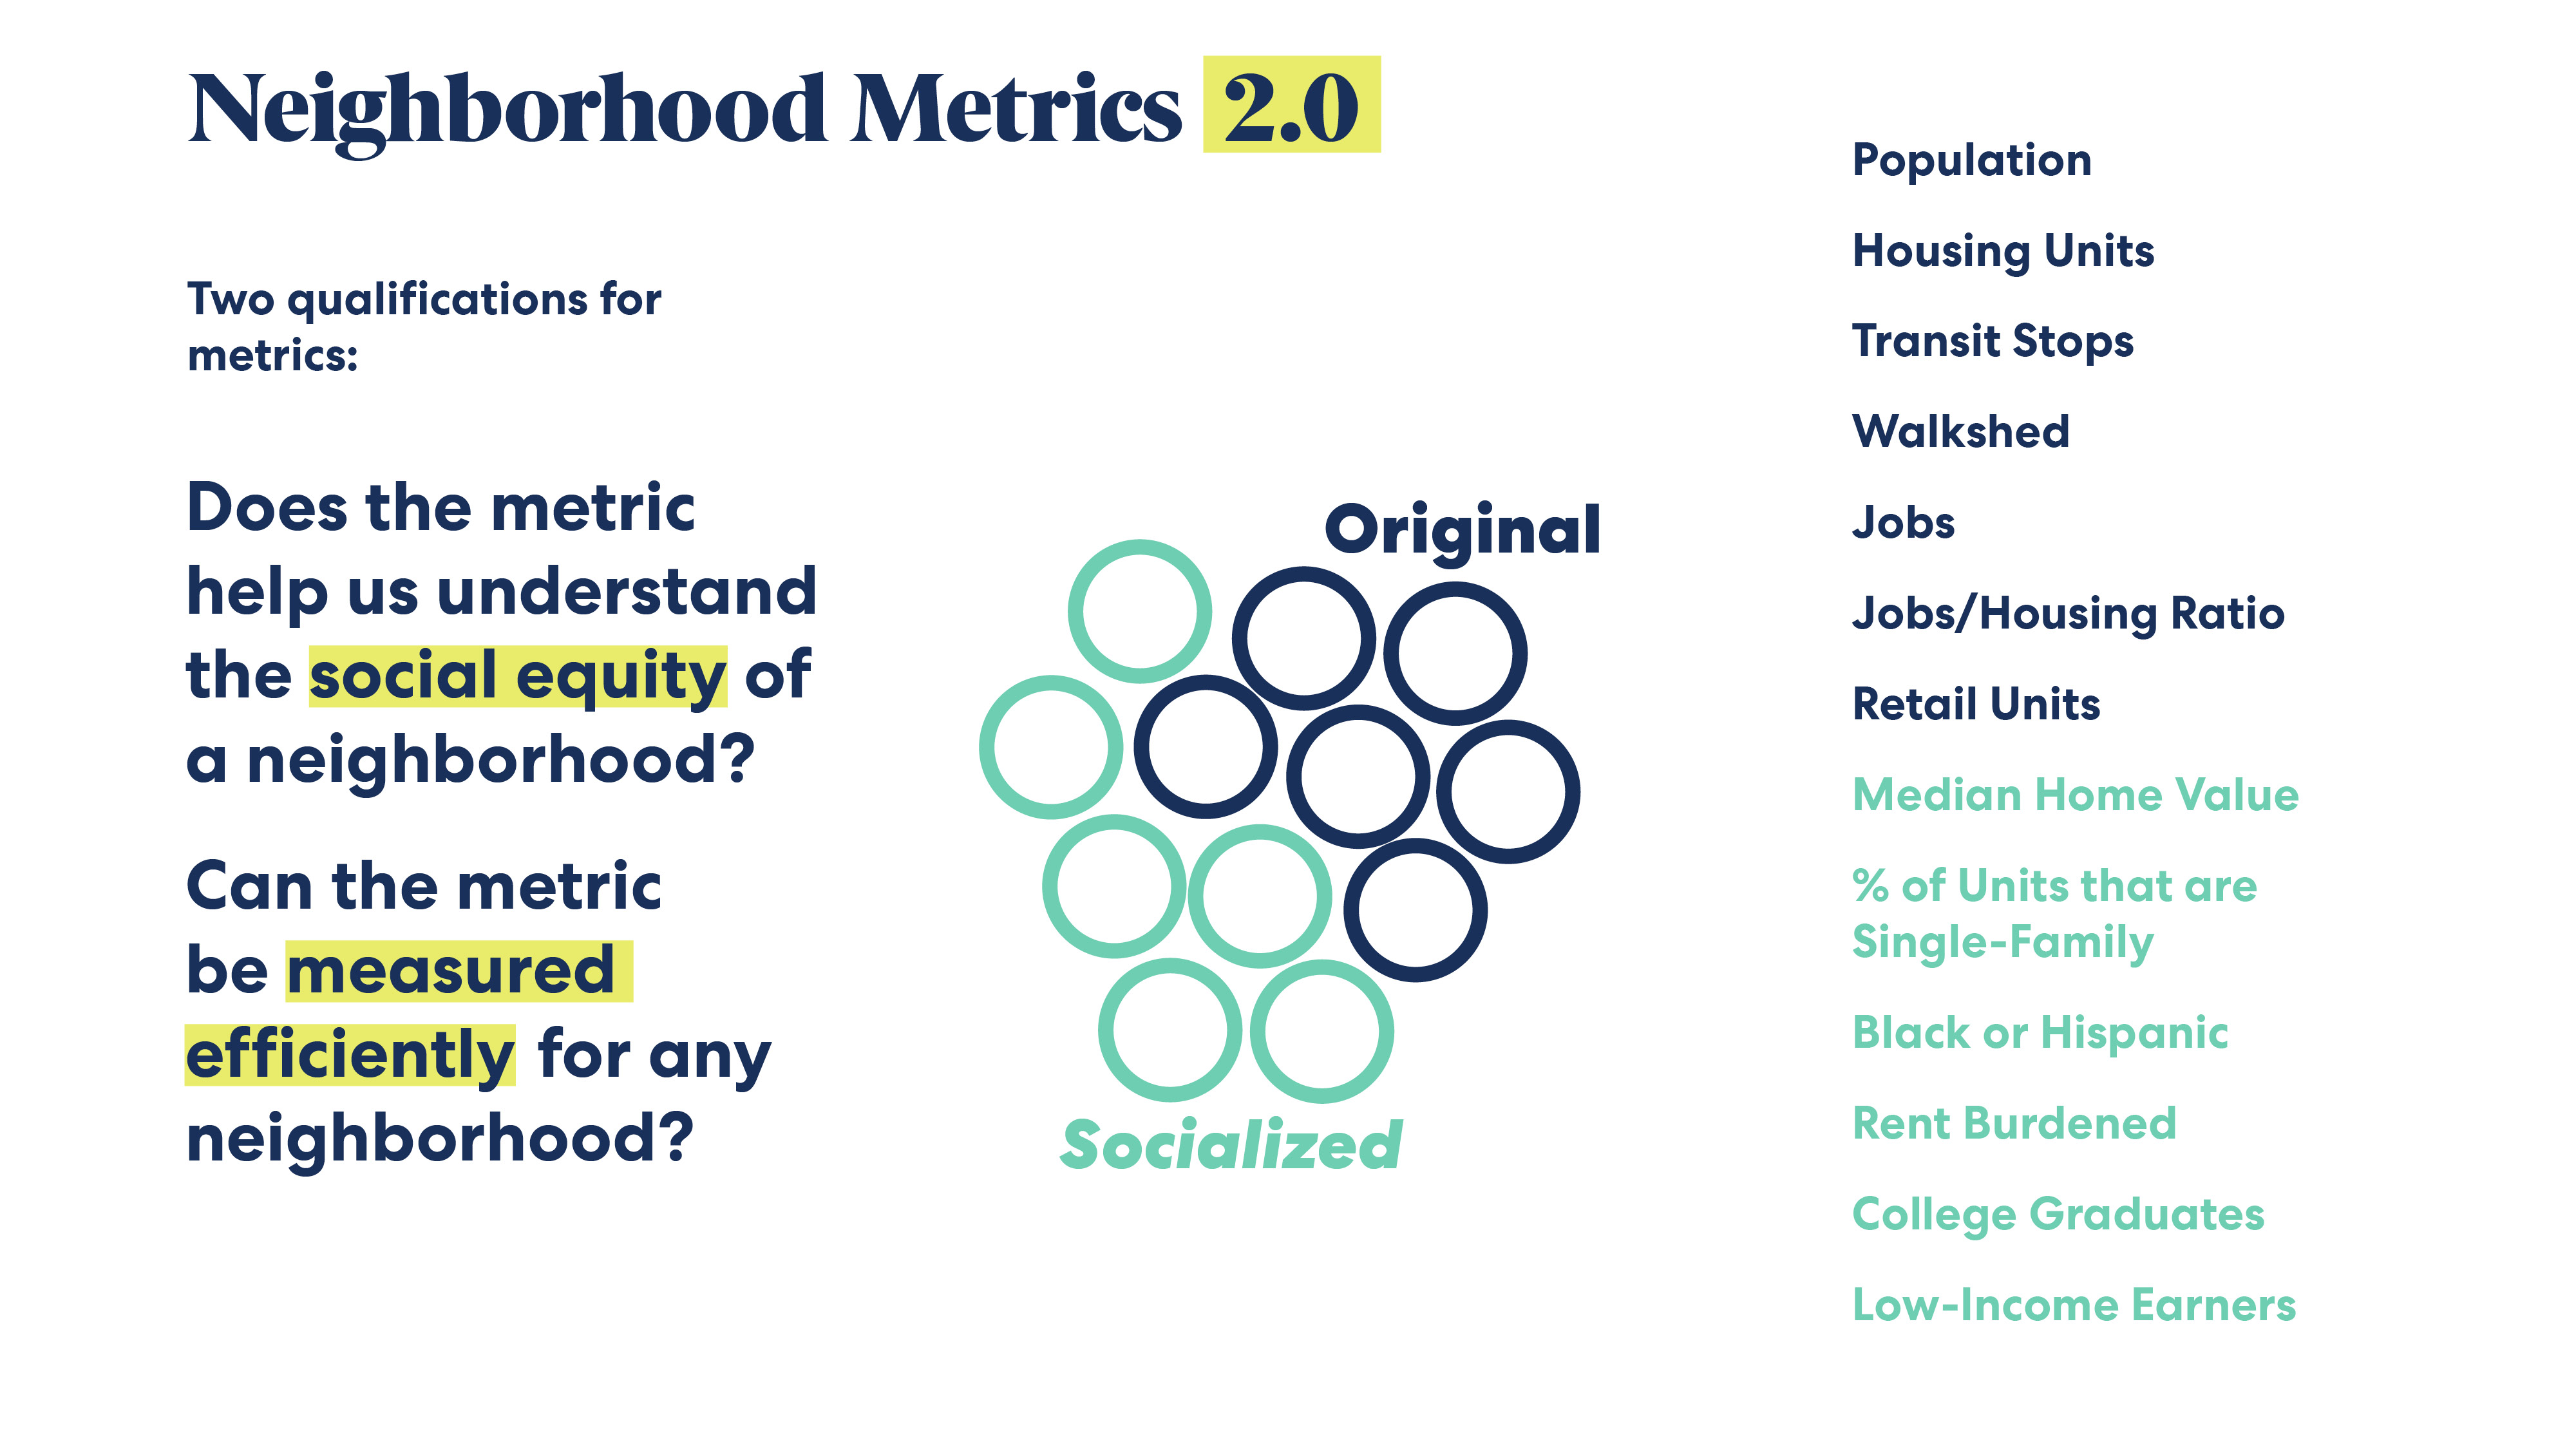 Neighborhood Metrics 2.0
Two qualifications for
metrics:
Does the metric
help us understand
the social equity of
a neighborhood?
Can the metric
be measured
efficiently for any
neighborhood?
Original
Socialized
Population
Housing Units
Transit Stops
Walkshed
Jobs
Jobs/Housing Ratio
Retail Units
Median Home Value
% of Units that are
Single-Family
Black or Hispanic
Rent Burdened
College Graduates
Low-Income Earners